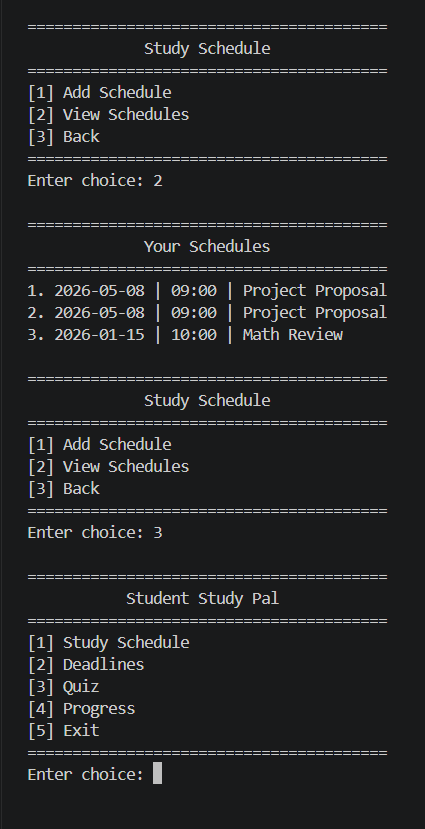 ========================================
Study Schedule
========================================
[1] Add Schedule
[2] View Schedules
[3] Back
========================================
Enter choice: 2
========================================
Your Schedules
========================================
1. 2026-05-08 | 09:00 | Project Proposal
2. 2026-05-08 | 09:00 | Project Proposal
3. 2026-01-15 | 10:00 | Math Review
========================================
Study Schedule
========================================
[1] Add Schedule
[2] View Schedules
[3] Back
========================================
Enter choice: 3
========================================
Student Study Pal
========================================
[1] Study Schedule
[2] Deadlines
[3] Quiz
[4] Progress
[5] Exit
========================================
Enter choice: